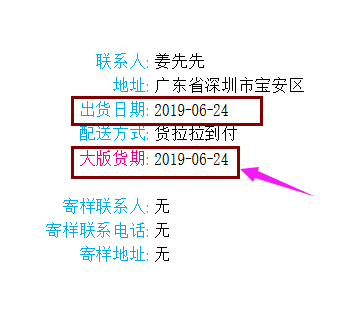 联系人: 姜先先
地址: 广东省深圳市宝安区
出货日期: 2019-06-24
配送方式: 货拉拉到付
大版货期: 2019-06-24
寄样联系人: 无
寄样联系电话: 无
寄样地址: 无